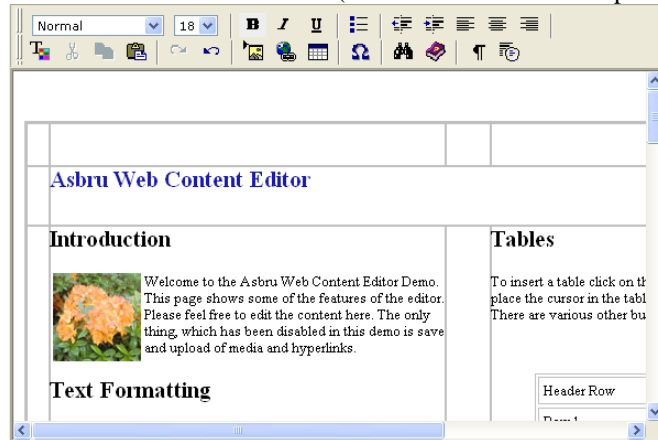 Normal 18 B I U
Asbru Web Content Editor
Introduction
Welcome to the Asbru Web Content Editor Demo.
This page shows some of the features of the editor.
Please feel free to edit the content here. The only
thing, which has been disabled in this demo is save
and upload of media and hyperlinks.
Text Formatting
Tables
To insert a table click on th
place the cursor in the tabl
There are various other bu
Header Row